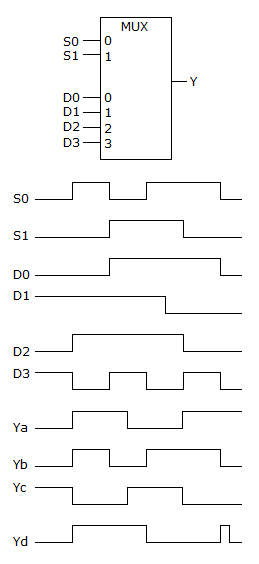 MUX
S0 0
S1 1
Y
D0 0
D1 1
D2 2
D3 3
S0
S1
D0
D1
D2
D3
Ya
Yb
Yc
Yd